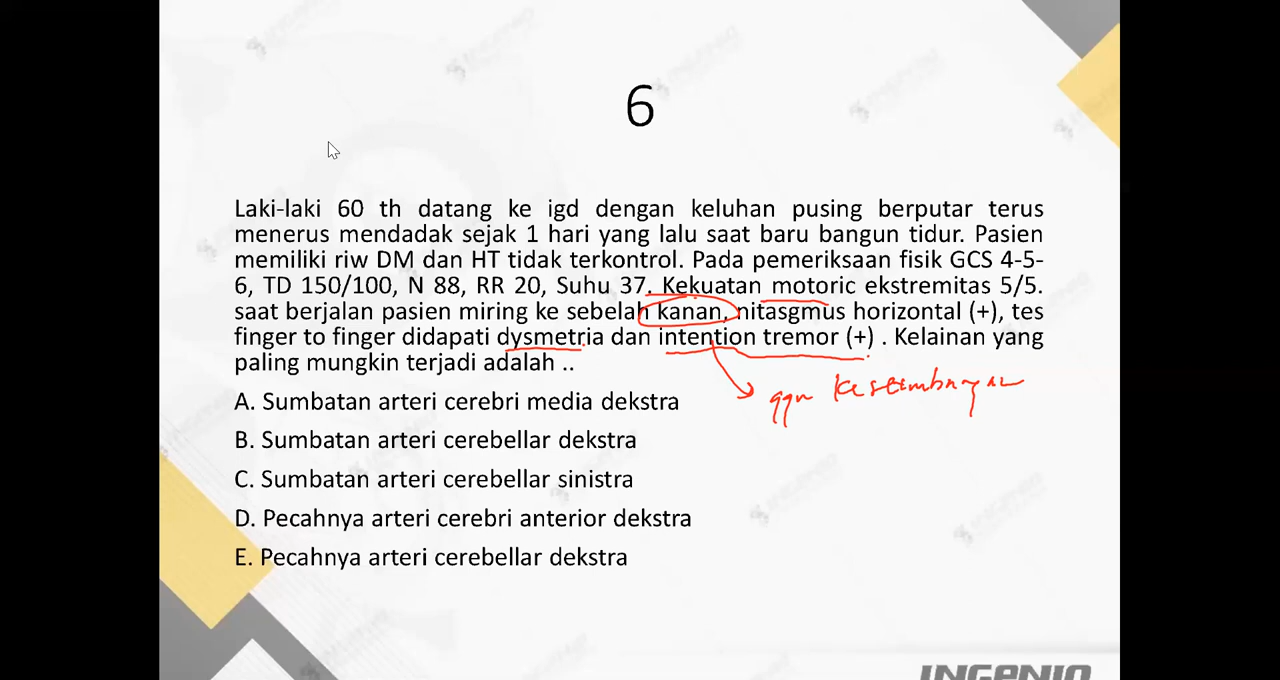 6
Laki-laki 60 th datang ke igd dengan keluhan pusing berputar terus
menerus mendadak sejak 1 hari yang lalu saat baru bangun tidur. Pasien
memiliki riw DM dan HT tidak terkontrol. Pada pemeriksaan fisik GCS 4-5-
6, TD 150/100, N 88, RR 20, Suhu 37. Kekuatan motoric ekstremitas 5/5.
saat berjalan pasien miring ke sebelah kanan, nitasgmus horizontal (+), tes
finger to finger didapati dysmetria dan intention tremor (+) . Kelainan yang
paling mungkin terjadi adalah ..
ggn keseimbangan
A. Sumbatan arteri cerebri media dekstra
B. Sumbatan arteri cerebellar dekstra
C. Sumbatan arteri cerebellar sinistra
D. Pecahnya arteri cerebri anterior dekstra
E. Pecahnya arteri cerebellar dekstra
INGENIO